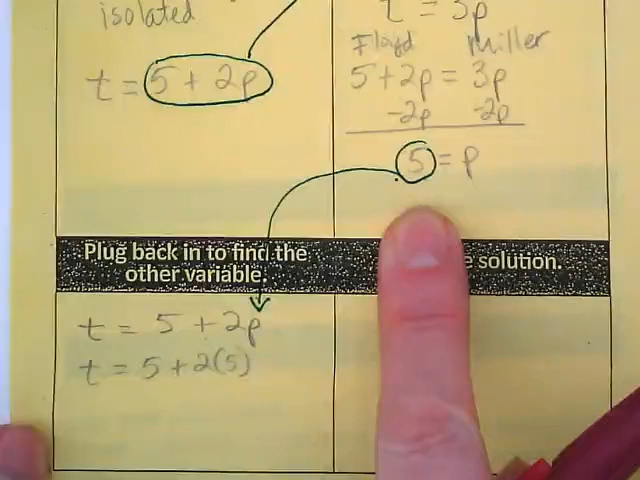 isolated
t = 5 + 2p
t = 3p
Floyd Miller
5 + 2p = 3p
-2p -2p
5 = p
Plug back in to find the
other variable.
solution.
t = 5 + 2p
t = 5 + 2(5)